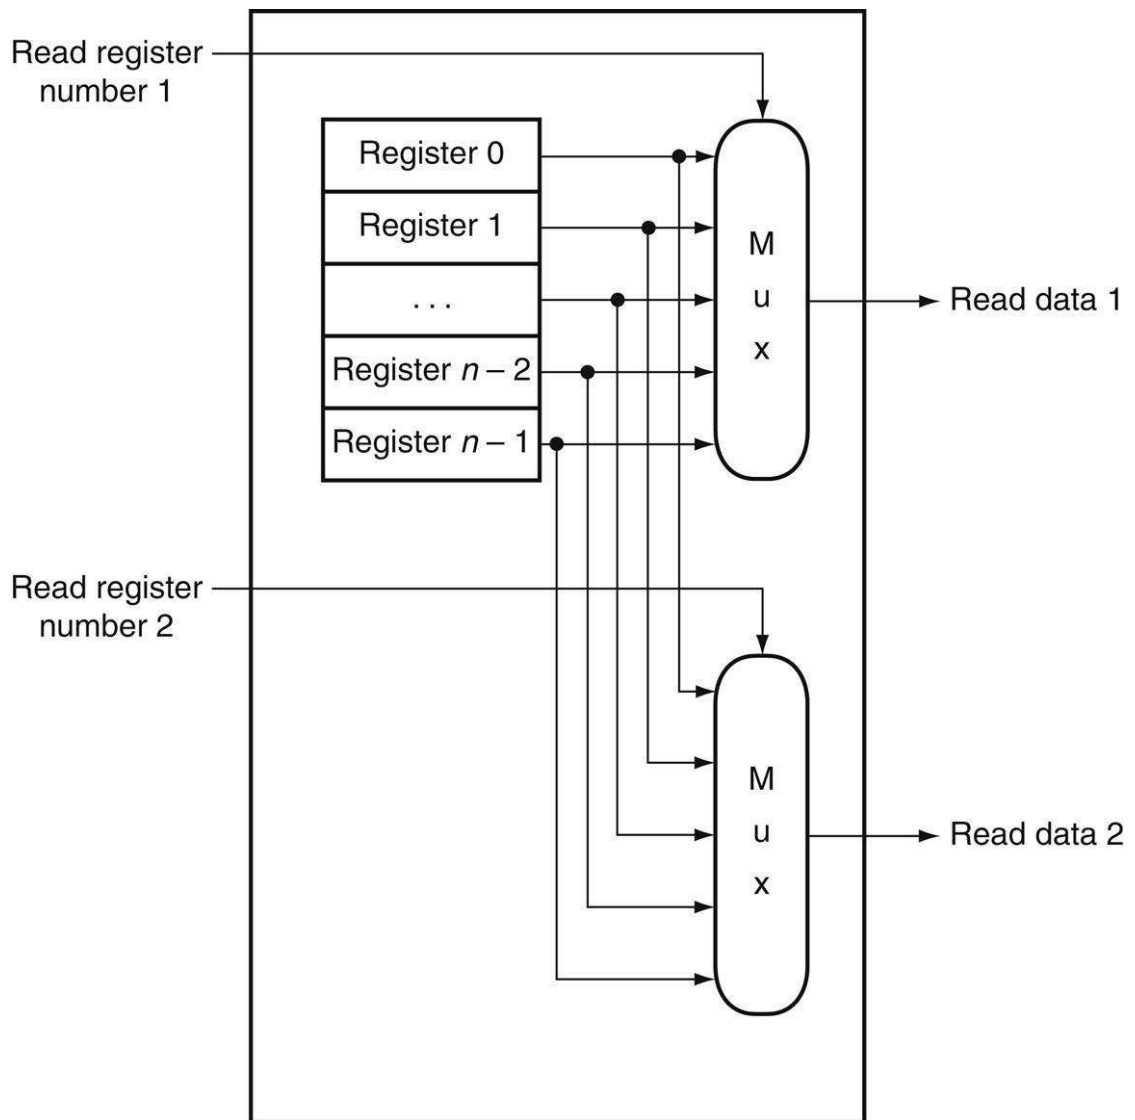 Read register
number 1
Register 0
Register 1
. . .
Register n – 2
Register n – 1
M
u
x
Read data 1
Read register
number 2
M
u
x
Read data 2